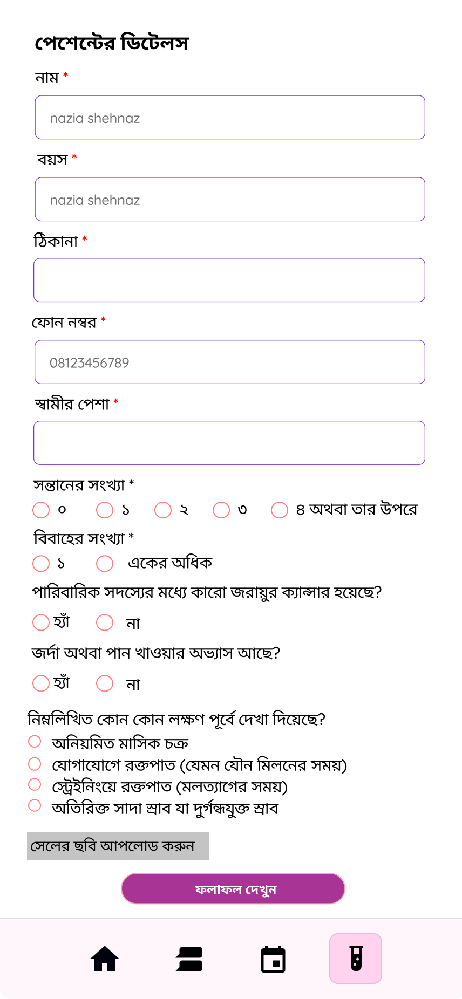 পেশেন্টের ডিটেলস
নাম *
nazia shehnaz
বয়স *
nazia shehnaz
ঠিকানা *
ফোন নম্বর *
08123456789
স্বামীর পেশা *
সন্তানের সংখ্যা *
০ ১ ২ ৩ ৪ অথবা তার উপরে
বিবাহের সংখ্যা *
১ একের অধিক
পারিবারিক সদস্যের মধ্যে কারো জরায়ুর ক্যান্সার হয়েছে?
হ্যাঁ না
জর্দা অথবা পান খাওয়ার অভ্যাস আছে?
হ্যাঁ না
নিম্নলিখিত কোন কোন লক্ষণ পূর্বে দেখা দিয়েছে?
অনিয়মিত মাসিক চক্র
যোগাযোগে রক্তপাত (যেমন যৌন মিলনের সময়)
স্ট্রেইনিংয়ে রক্তপাত (মলত্যাগের সময়)
অতিরিক্ত সাদা স্রাব যা দুর্গন্ধযুক্ত স্রাব
সেলের ছবি আপলোড করুন
ফলাফল দেখুন